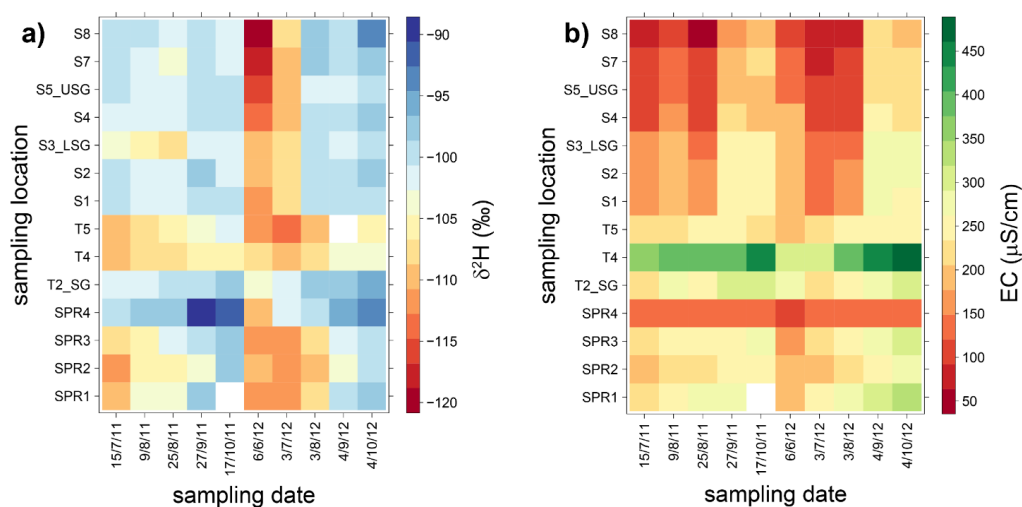 a)
S8
S7
S5_USG
S4
S3_LSG
S2
S1
T5
T4
T2_SG
SPR4
SPR3
SPR2
SPR1
sampling location
15/7/11
9/8/11
25/8/11
27/9/11
17/10/11
6/6/12
3/7/12
3/8/12
4/9/12
4/10/12
sampling date
−90
−95
−100
−105
−110
−115
−120
δ²H (‰)
b)
S8
S7
S5_USG
S4
S3_LSG
S2
S1
T5
T4
T2_SG
SPR4
SPR3
SPR2
SPR1
sampling location
15/7/11
9/8/11
25/8/11
27/9/11
17/10/11
6/6/12
3/7/12
3/8/12
4/9/12
4/10/12
sampling date
450
400
350
300
250
200
150
100
50
EC (μS/cm)